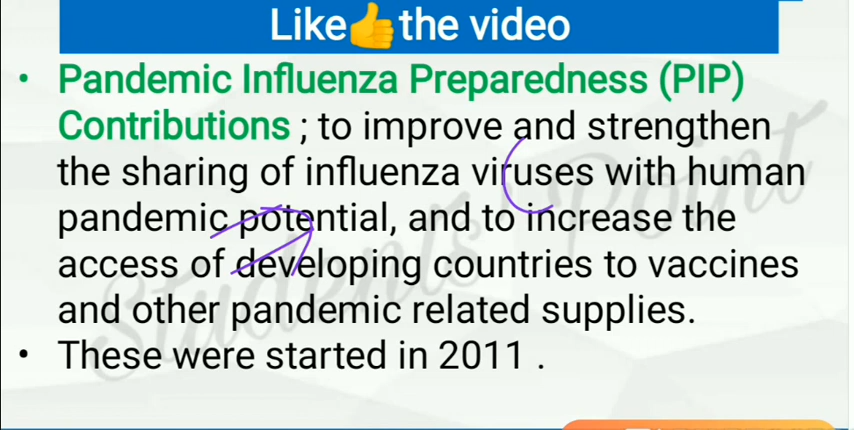 Like👍the video
• Pandemic Influenza Preparedness (PIP)
Contributions ; to improve and strengthen
the sharing of influenza viruses with human
pandemic potential, and to increase the
access of developing countries to vaccines
and other pandemic related supplies.
• These were started in 2011 .
Students Point